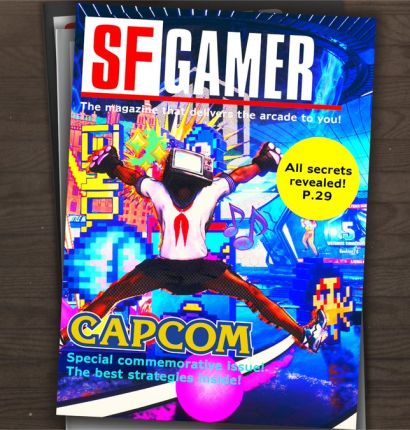 SF GAMER
The magazine that delivers the arcade to you!
All secrets
revealed!
P.29
5
CAPCOM
Special commemorative issue!
The best strategies inside!